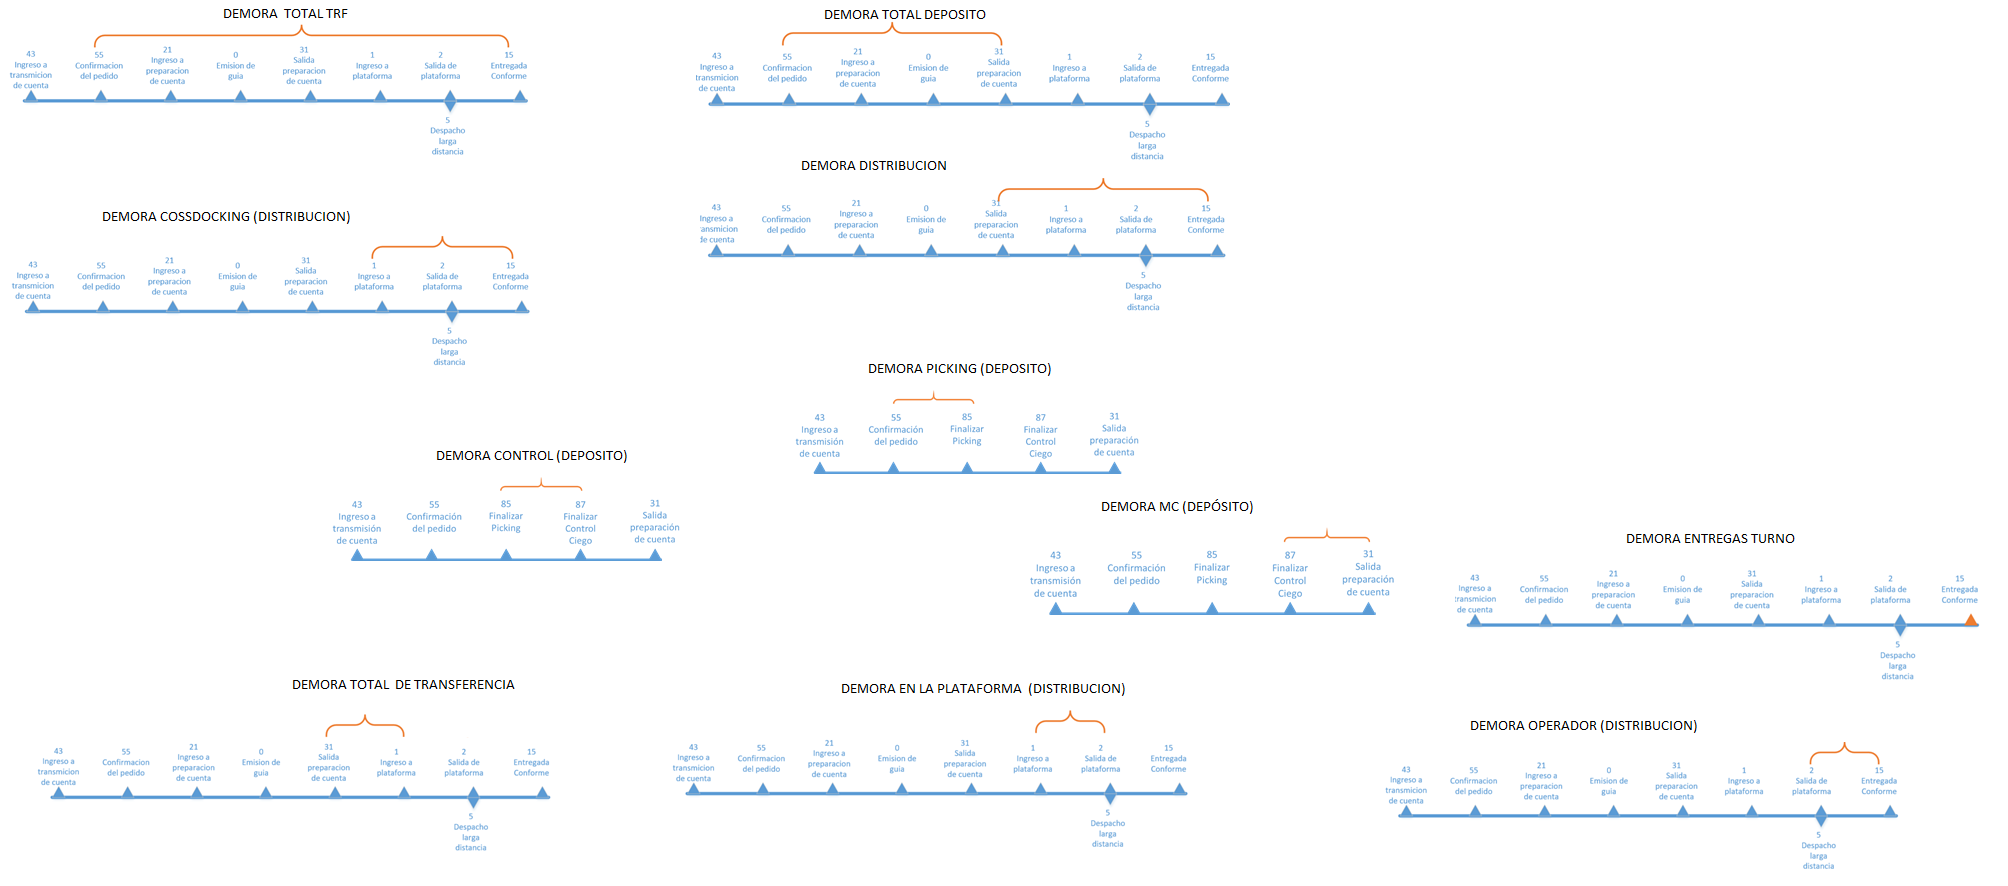 DEMORA  TOTAL TRF
43
Ingreso a
transmicion
de cuenta
55
Confirmacion
del pedido
21
Ingreso a
preparacion
de cuenta
0
Emision de
guia
31
Salida
preparacion
de cuenta
1
Ingreso a
plataforma
2
Salida de
plataforma
15
Entregada
Conforme
5
Despacho
larga
distancia
DEMORA TOTAL DEPOSITO
43
Ingreso a
transmicion
de cuenta
55
Confirmacion
del pedido
21
Ingreso a
preparacion
de cuenta
0
Emision de
guia
31
Salida
preparacion
de cuenta
1
Ingreso a
plataforma
2
Salida de
plataforma
15
Entregada
Conforme
5
Despacho
larga
distancia
DEMORA DISTRIBUCION
43
Ingreso a
ransmicion
de cuenta
55
Confirmacion
del pedido
21
Ingreso a
preparacion
de cuenta
0
Emision de
guia
31
Salida
preparacion
de cuenta
1
Ingreso a
plataforma
2
Salida de
plataforma
15
Entregada
Conforme
5
Despacho
larga
distancia
DEMORA COSSDOCKING (DISTRIBUCION)
43
Ingreso a
transmicion
de cuenta
55
Confirmacion
del pedido
21
Ingreso a
preparacion
de cuenta
0
Emision de
guia
31
Salida
preparacion
de cuenta
1
Ingreso a
plataforma
2
Salida de
plataforma
15
Entregada
Conforme
5
Despacho
larga
distancia
DEMORA PICKING (DEPOSITO)
43
Ingreso a
transmisión
de cuenta
55
Confirmación
del pedido
85
Finalizar
Picking
87
Finalizar
Control
Ciego
31
Salida
preparación
de cuenta
DEMORA CONTROL (DEPOSITO)
43
Ingreso a
transmisión
de cuenta
55
Confirmación
del pedido
85
Finalizar
Picking
87
Finalizar
Control
Ciego
31
Salida
preparación
de cuenta
DEMORA MC (DEPÓSITO)
43
Ingreso a
transmisión
de cuenta
55
Confirmación
del pedido
85
Finalizar
Picking
87
Finalizar
Control
Ciego
31
Salida
preparación
de cuenta
DEMORA ENTREGAS TURNO
43
Ingreso a
transmicion
de cuenta
55
Confirmacion
del pedido
21
Ingreso a
preparacion
de cuenta
0
Emision de
guia
31
Salida
preparacion
de cuenta
1
Ingreso a
plataforma
2
Salida de
plataforma
15
Entregada
Conforme
5
Despacho
larga
distancia
DEMORA TOTAL  DE TRANSFERENCIA
43
Ingreso a
transmicion
de cuenta
55
Confirmacion
del pedido
21
Ingreso a
preparacion
de cuenta
0
Emision de
guia
31
Salida
preparacion
de cuenta
1
Ingreso a
plataforma
2
Salida de
plataforma
15
Entregada
Conforme
5
Despacho
larga
distancia
DEMORA EN LA PLATAFORMA  (DISTRIBUCION)
43
Ingreso a
transmicion
de cuenta
55
Confirmacion
del pedido
21
Ingreso a
preparacion
de cuenta
0
Emision de
guia
31
Salida
preparacion
de cuenta
1
Ingreso a
plataforma
2
Salida de
plataforma
15
Entregada
Conforme
5
Despacho
larga
distancia
DEMORA OPERADOR (DISTRIBUCION)
43
Ingreso a
transmicion
de cuenta
55
Confirmacion
del pedido
21
Ingreso a
preparacion
de cuenta
0
Emision de
guia
31
Salida
preparacion
de cuenta
1
Ingreso a
plataforma
2
Salida de
plataforma
15
Entregada
Conforme
5
Despacho
larga
distancia